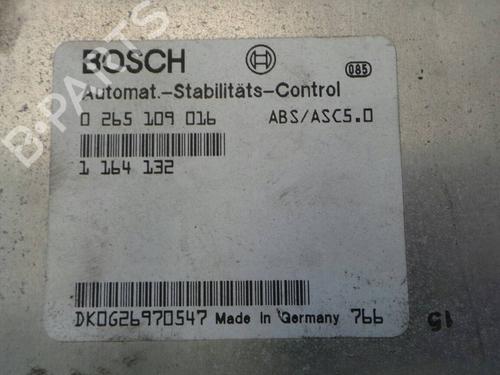 BOSCH
085
Automat.-Stabilitäts-Control
0 265 109 016 ABS/ASC5.0
1 164 132
DK0G26970547 Made in Germany 766
15
B-PARTS